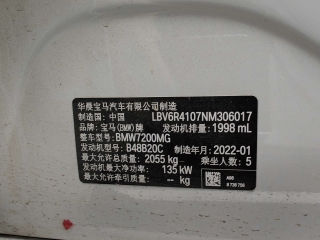 华晨宝马汽车有限公司制造
制造国：中国 LBV6R4107NM306017
品牌：宝马(BMW)牌 发动机排量：1998 mL
整车型号：BMW7200MG
发动机型号：B48B20C 制造年月：2022-01
最大允许总质量：2055 kg 乘坐人数：5
发动机最大净功率：135 kW
最大允许牵引质量：--- kg
A90
9 730 756